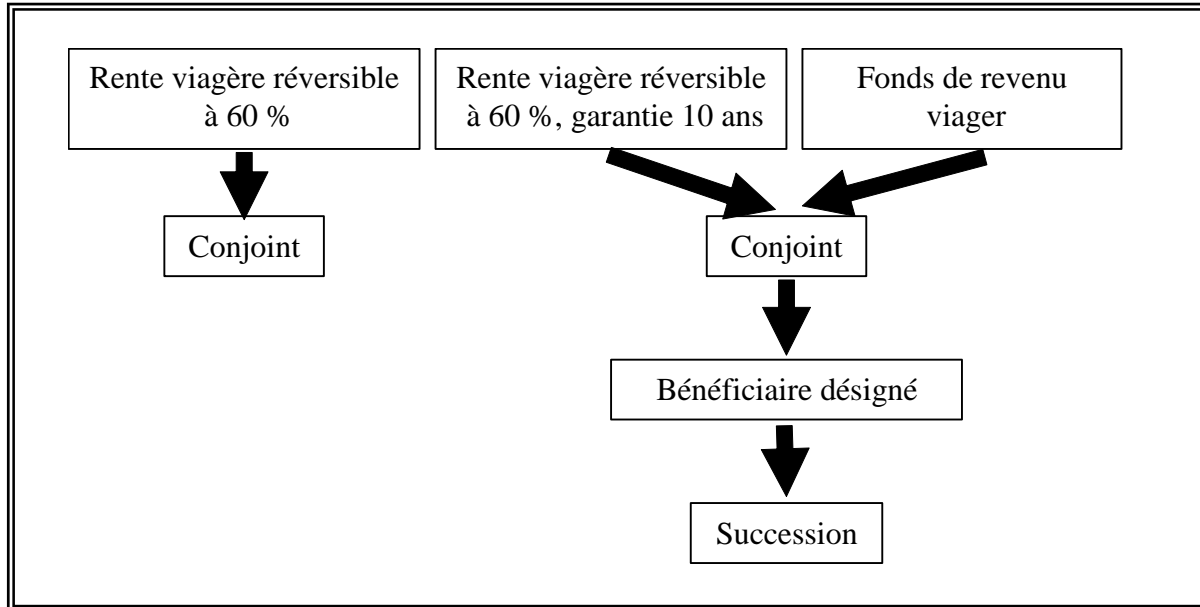 Rente viagère réversible
à 60 %
Rente viagère réversible
à 60 %, garantie 10 ans
Fonds de revenu
viager
Conjoint
Conjoint
Bénéficiaire désigné
Succession